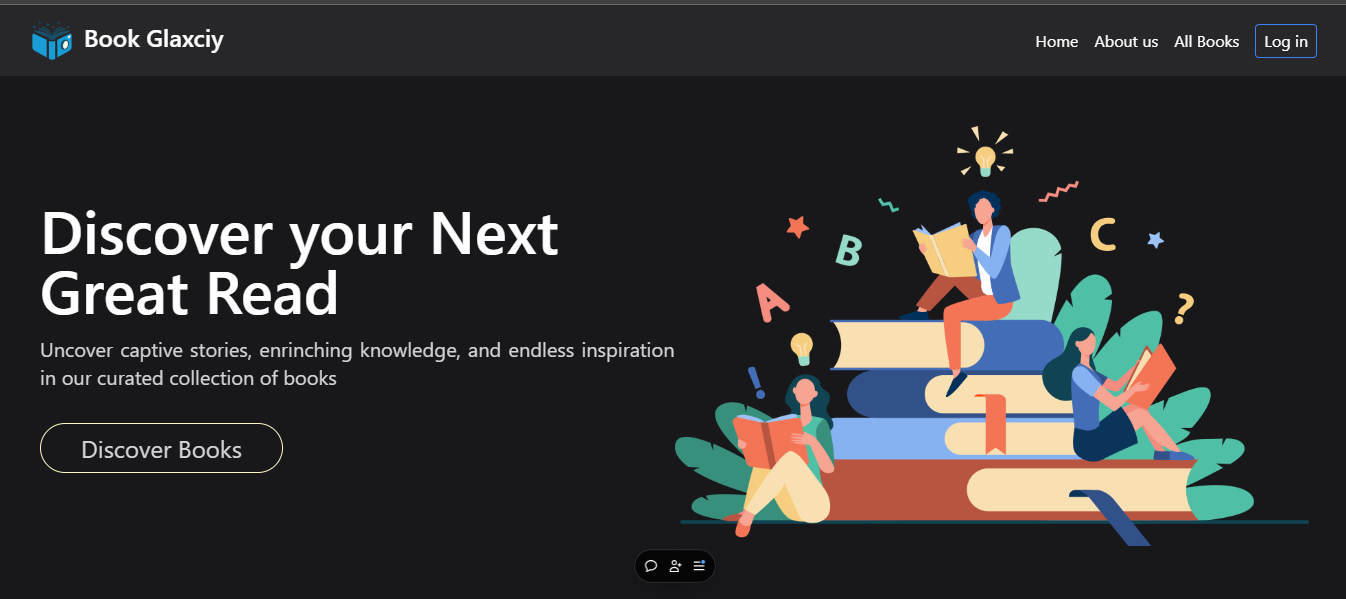 Book Glaxciy
Home About us All Books Log in
Discover your Next
Great Read
Uncover captive stories, enrinching knowledge, and endless inspiration
in our curated collection of books
Discover Books
A
B
C
?
!